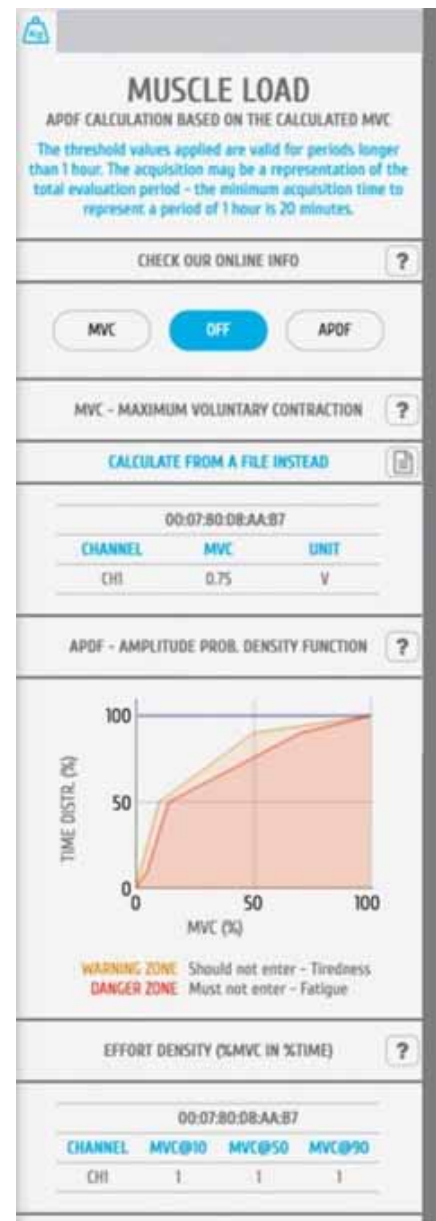 Kg
MUSCLE LOAD
APDF CALCULATION BASED ON THE CALCULATED MVC
The threshold values applied are valid for periods longer
than 1 hour. The acquisition may be a representation of the
total evaluation period - the minimum acquisition time to
represent a period of 1 hour is 20 minutes.
CHECK OUR ONLINE INFO ?
MVC OFF APDF
MVC - MAXIMUM VOLUNTARY CONTRACTION ?
CALCULATE FROM A FILE INSTEAD
00:07:80:D8:AA:B7
CHANNEL MVC UNIT
CH1 0.75 V
APDF - AMPLITUDE PROB. DENSITY FUNCTION ?
TIME DISTR. (%)
100
50
0
0 50 100
MVC (%)
WARNING ZONE Should not enter - Tiredness
DANGER ZONE Must not enter - Fatigue
EFFORT DENSITY (%MVC IN %TIME) ?
00:07:80:D8:AA:B7
CHANNEL MVC@10 MVC@50 MVC@90
CH1 1 1 1